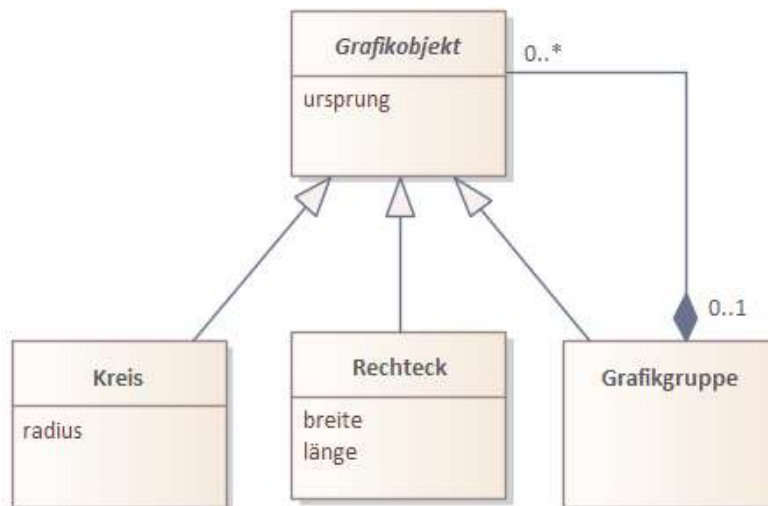 Grafikobjekt
0..*
ursprung
0..1
Kreis
radius
Rechteck
breite
länge
Grafikgruppe